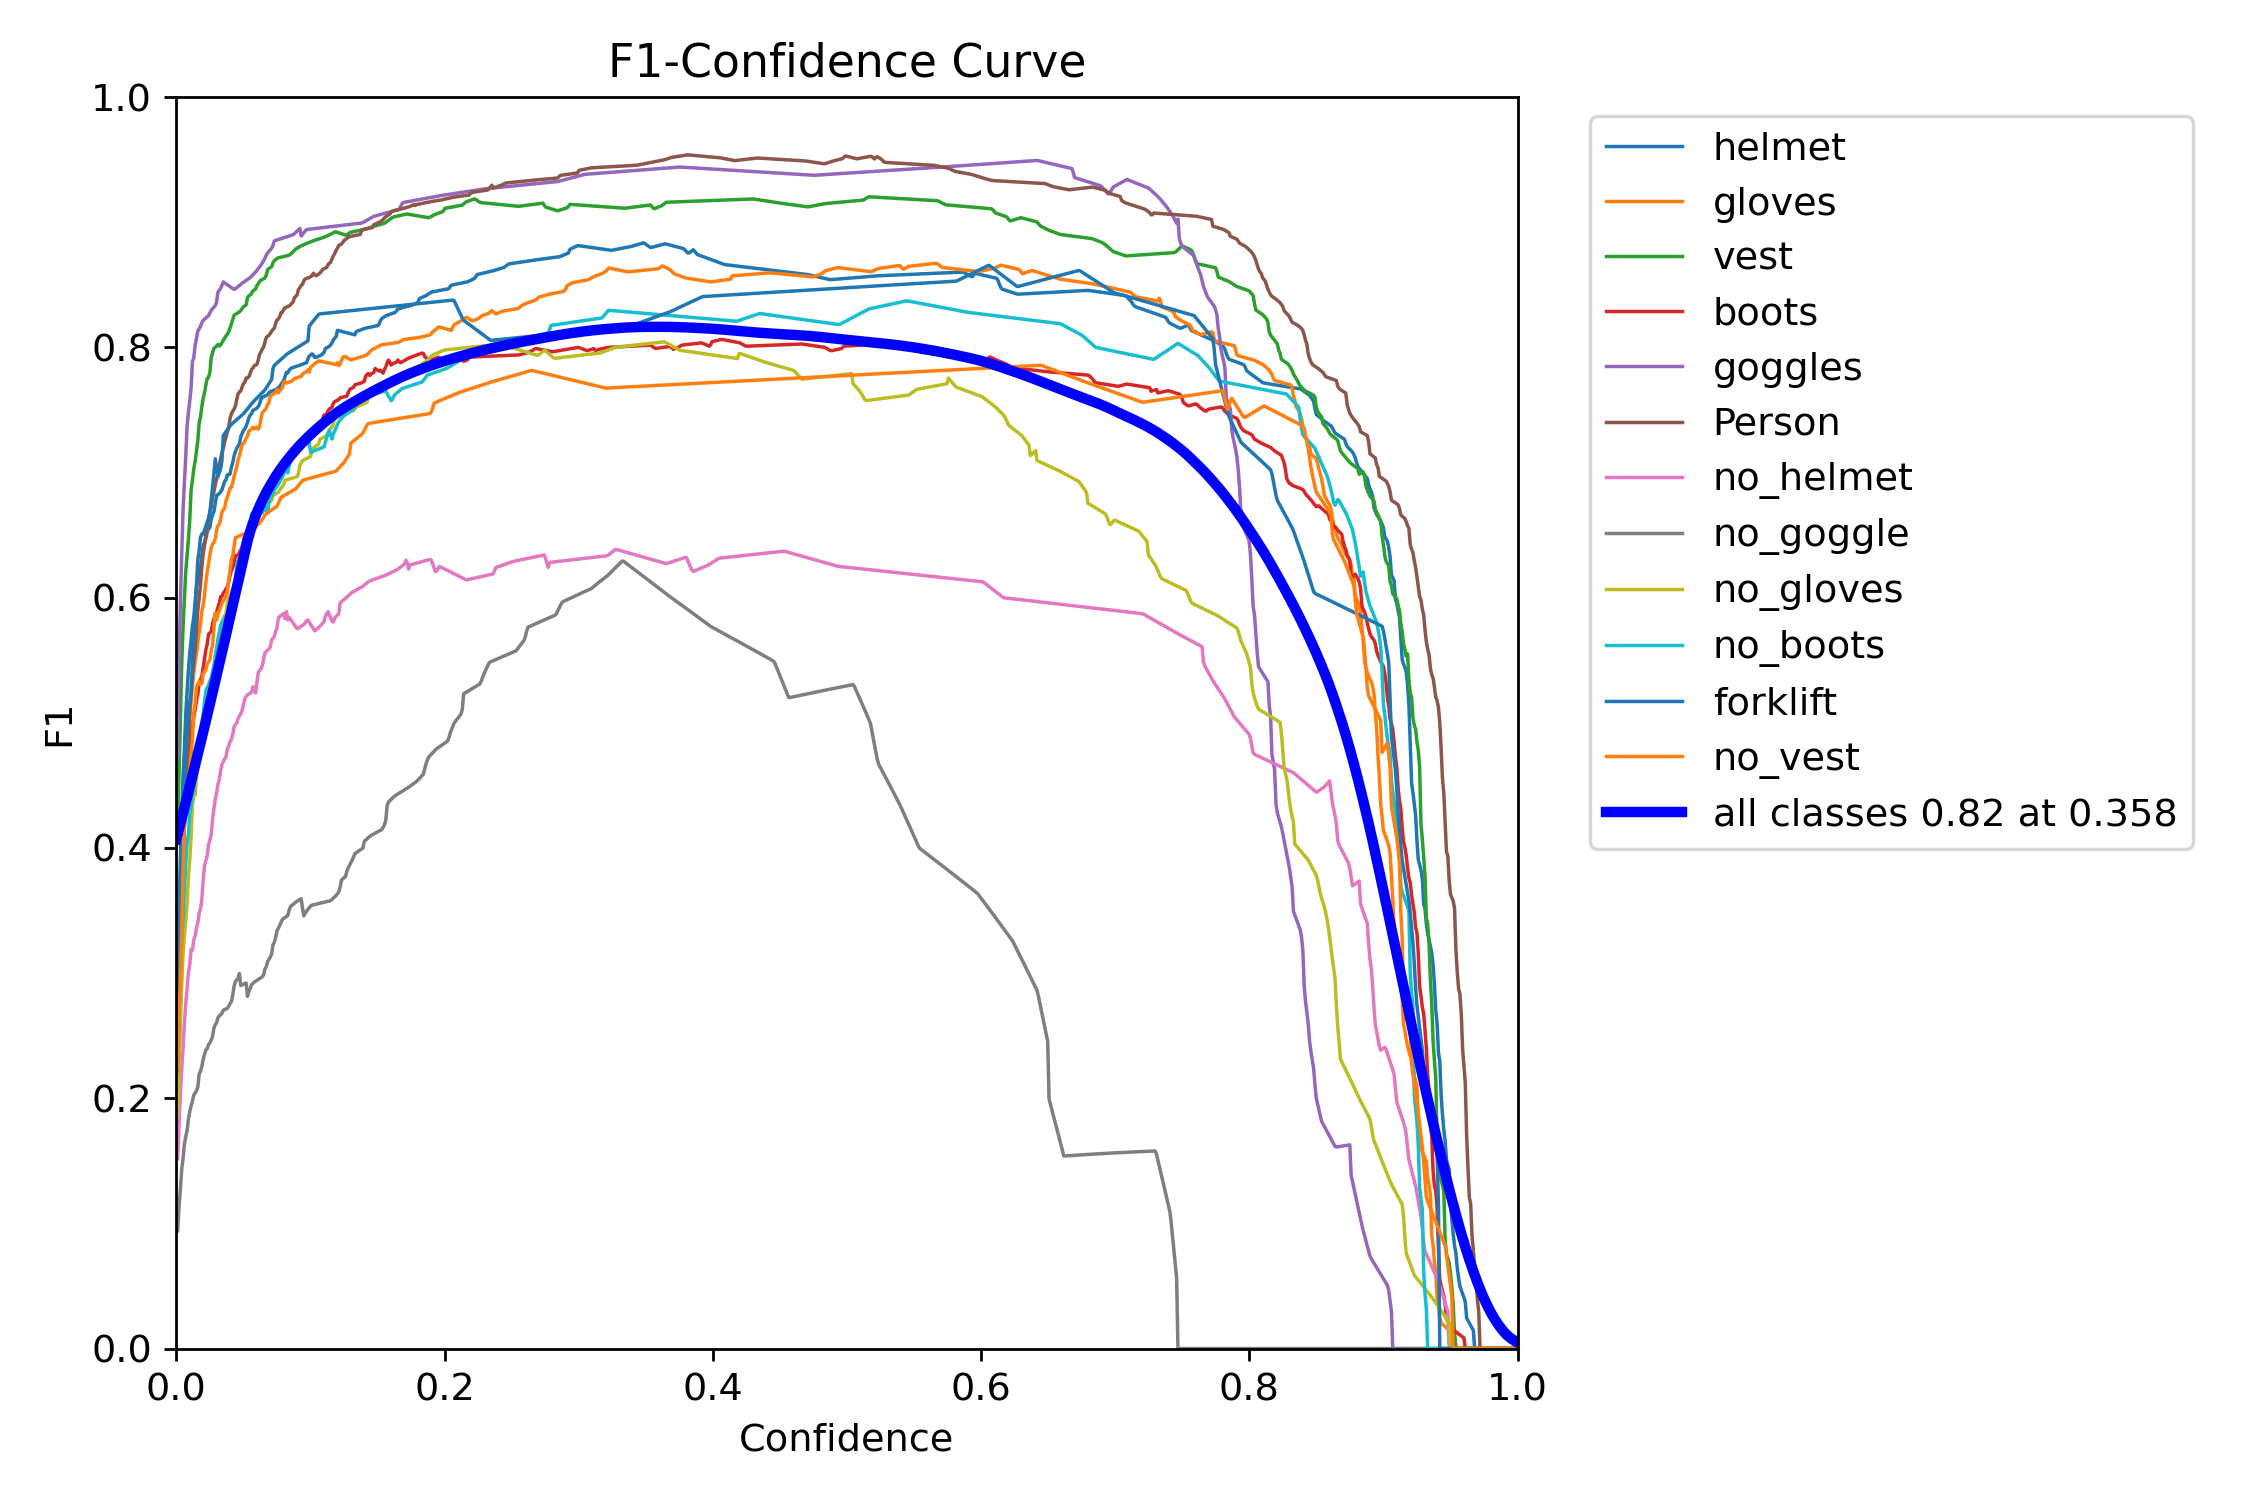 F1-Confidence Curve
1.0
0.8
0.6
0.4
0.2
0.0
F1
0.0 0.2 0.4 0.6 0.8 1.0
Confidence
helmet
gloves
vest
boots
goggles
Person
no_helmet
no_goggle
no_gloves
no_boots
forklift
no_vest
all classes 0.82 at 0.358